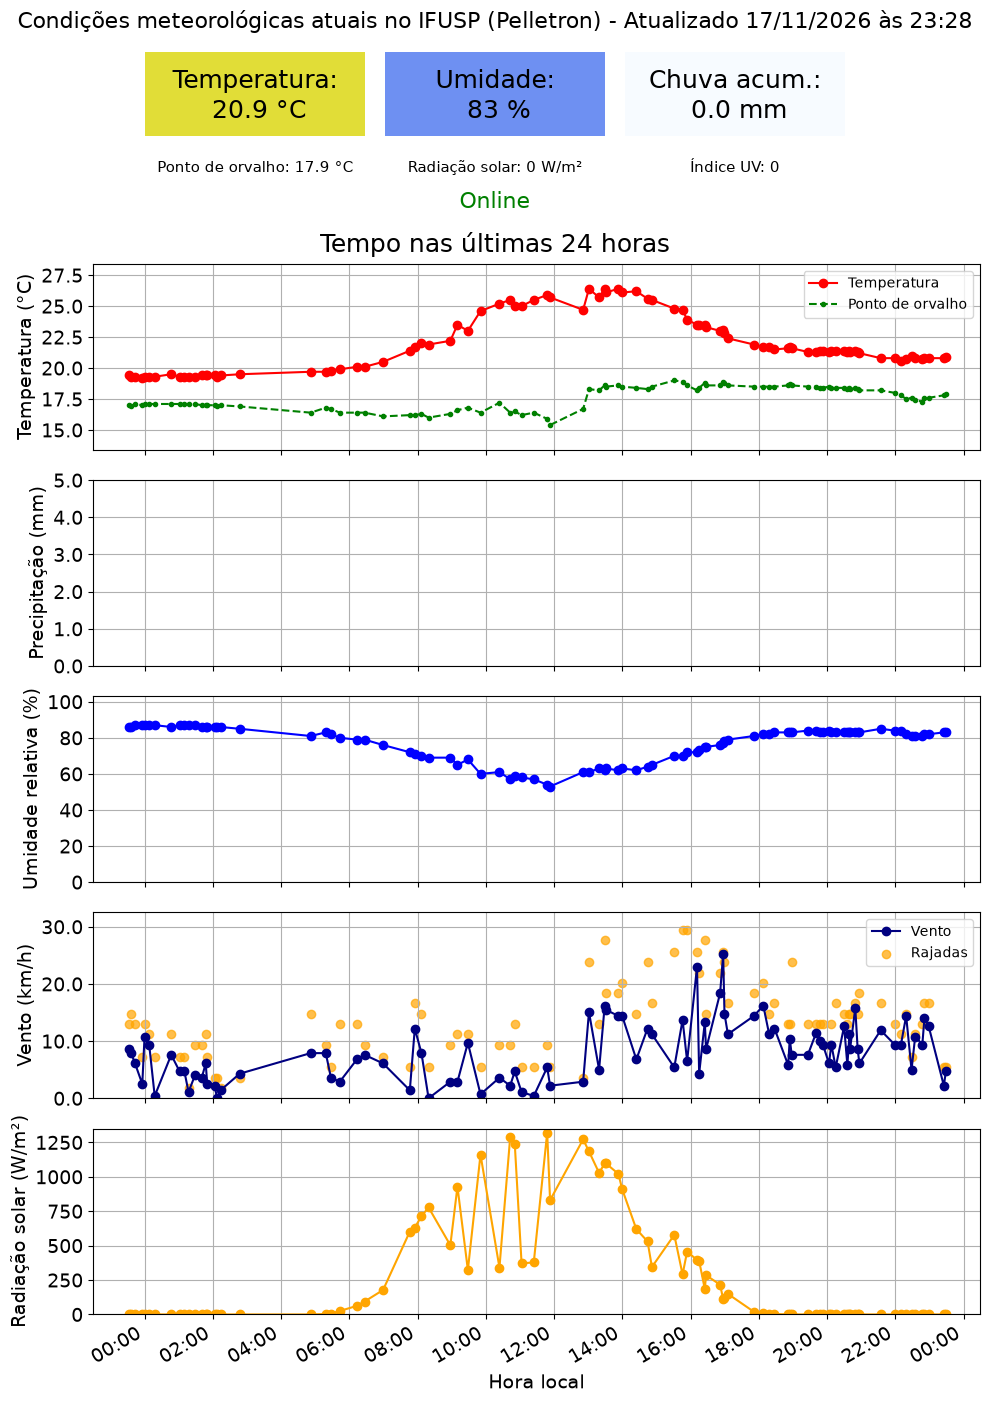 Condições meteorológicas atuais no IFUSP (Pelletron) - Atualizado 17/11/2026 às 23:28
Temperatura:
20.9 °C
Umidade:
83 %
Chuva acum.:
0.0 mm
Ponto de orvalho: 17.9 °C
Radiação solar: 0 W/m²
Índice UV: 0
Online
Tempo nas últimas 24 horas
Temperatura (°C)
27.5
25.0
22.5
20.0
17.5
15.0
Temperatura
Ponto de orvalho
Precipitação (mm)
5.0
4.0
3.0
2.0
1.0
0.0
Umidade relativa (%)
100
80
60
40
20
0
Vento (km/h)
30.0
20.0
10.0
0.0
Vento
Rajadas
Radiação solar (W/m²)
1250
1000
750
500
250
0
00:00
02:00
04:00
06:00
08:00
10:00
12:00
14:00
16:00
18:00
20:00
22:00
00:00
Hora local